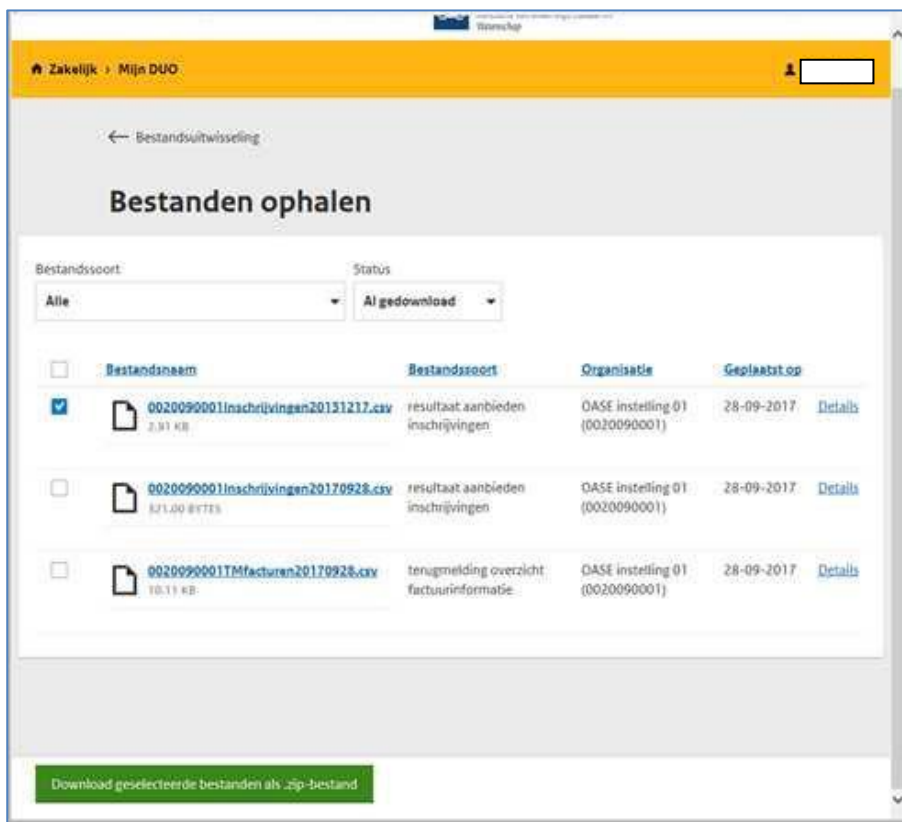 Wetenschap
Zakelijk › Mijn DUO
← Bestandsuitwisseling
Bestanden ophalen
Bestandssoort Status
Alle Al gedownload
Bestandsnaam Bestandssoort Organisatie Geplaatst op
0020090001Inschrijvingen20151217.csv resultaat aanbieden OASE instelling 01 28-09-2017 Details
2.91 KB inschrijvingen (0020090001)
0020090001Inschrijvingen20170928.csv resultaat aanbieden OASE instelling 01 28-09-2017 Details
321.00 BYTES inschrijvingen (0020090001)
0020090001TMfacturen20170928.csv terugmelding overzicht OASE instelling 01 28-09-2017 Details
10.11 KB factuurinformatie (0020090001)
Download geselecteerde bestanden als .zip-bestand